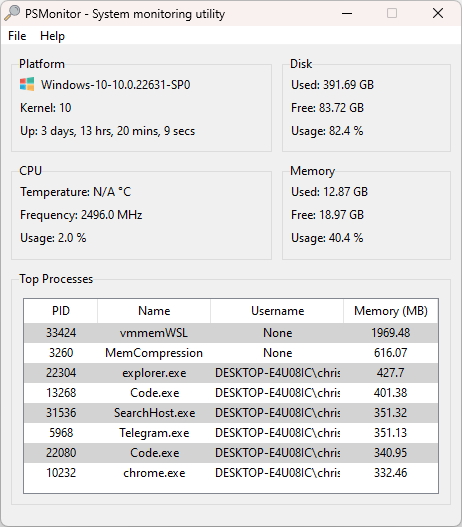 PSMonitor - System monitoring utility
File Help
Platform
Windows-10-10.0.22631-SP0
Kernel: 10
Up: 3 days, 13 hrs, 20 mins, 9 secs
Disk
Used: 391.69 GB
Free: 83.72 GB
Usage: 82.4 %
CPU
Temperature: N/A °C
Frequency: 2496.0 MHz
Usage: 2.0 %
Memory
Used: 12.87 GB
Free: 18.97 GB
Usage: 40.4 %
Top Processes
PID Name Username Memory (MB)
33424 vmmemWSL None 1969.48
3260 MemCompression None 616.07
22304 explorer.exe DESKTOP-E4U08IC\chris 427.7
13268 Code.exe DESKTOP-E4U08IC\chris 401.38
31536 SearchHost.exe DESKTOP-E4U08IC\chris 351.32
5968 Telegram.exe DESKTOP-E4U08IC\chris 351.13
22080 Code.exe DESKTOP-E4U08IC\chris 340.95
10232 chrome.exe DESKTOP-E4U08IC\chris 332.46